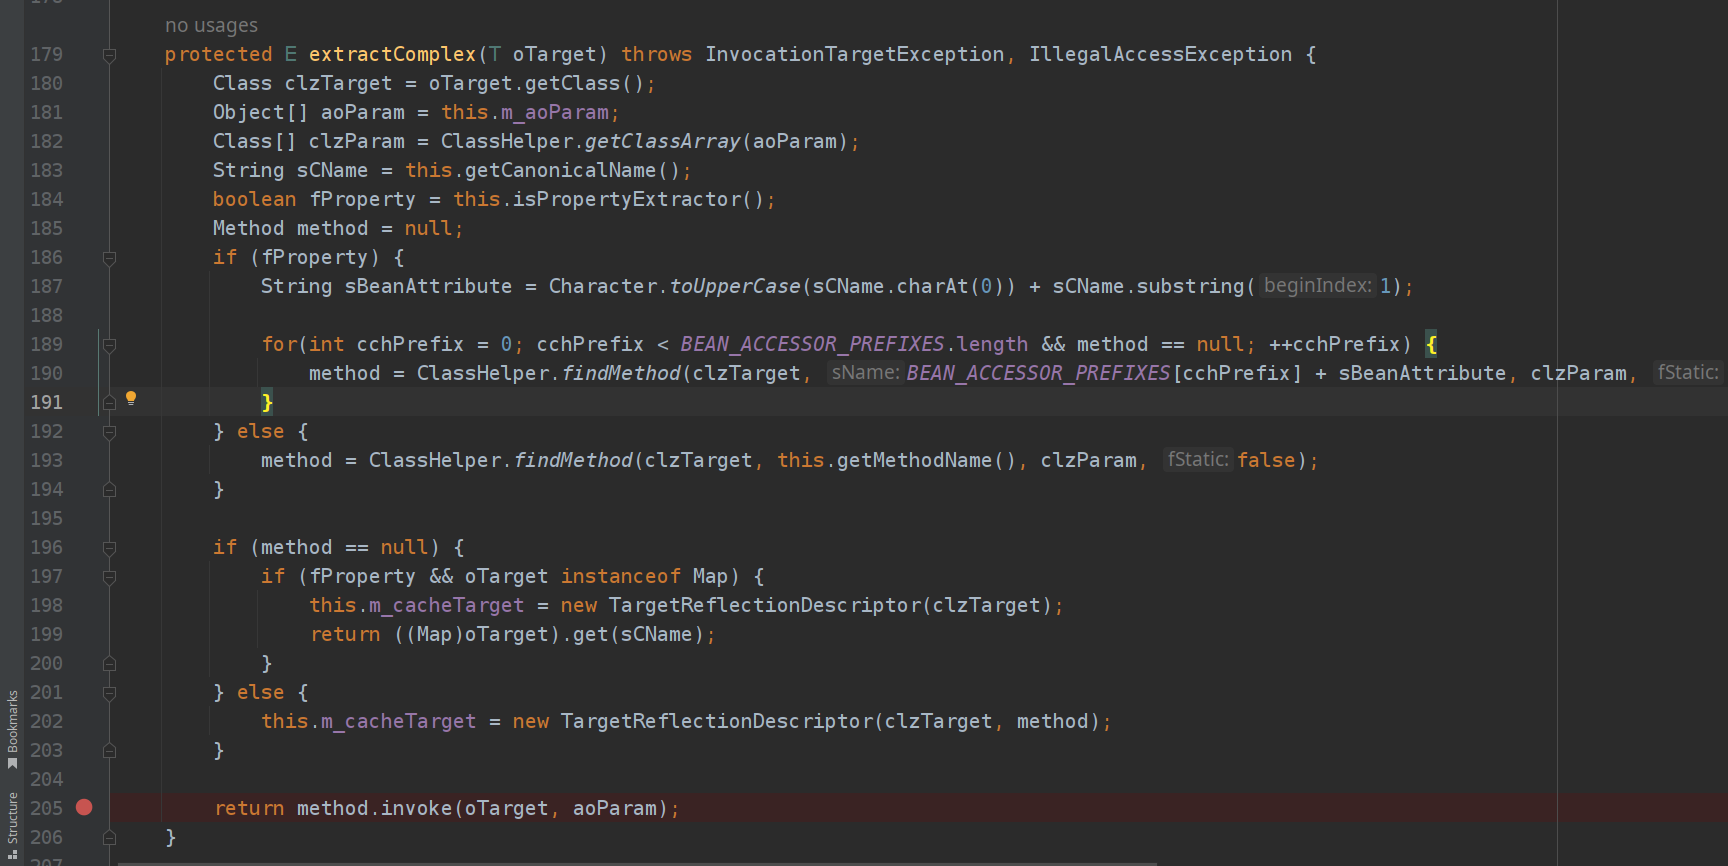 no usages
179 protected E extractComplex(T oTarget) throws InvocationTargetException, IllegalAccessException {
180 Class clzTarget = oTarget.getClass();
181 Object[] aoParam = this.m_aoParam;
182 Class[] clzParam = ClassHelper.getClassArray(aoParam);
183 String sCName = this.getCanonicalName();
184 boolean fProperty = this.isPropertyExtractor();
185 Method method = null;
186 if (fProperty) {
187 String sBeanAttribute = Character.toUpperCase(sCName.charAt(0)) + sCName.substring( beginIndex: 1);
188
189 for(int cchPrefix = 0; cchPrefix < BEAN_ACCESSOR_PREFIXES.length && method == null; ++cchPrefix) {
190 method = ClassHelper.findMethod(clzTarget, sName: BEAN_ACCESSOR_PREFIXES[cchPrefix] + sBeanAttribute, clzParam, fStatic:
191 }
192 } else {
193 method = ClassHelper.findMethod(clzTarget, this.getMethodName(), clzParam, fStatic: false);
194 }
195
196 if (method == null) {
197 if (fProperty && oTarget instanceof Map) {
198 this.m_cacheTarget = new TargetReflectionDescriptor(clzTarget);
199 return ((Map)oTarget).get(sCName);
200 }
201 } else {
202 this.m_cacheTarget = new TargetReflectionDescriptor(clzTarget, method);
203 }
204
205 return method.invoke(oTarget, aoParam);
206 }
Bookmarks
Structure